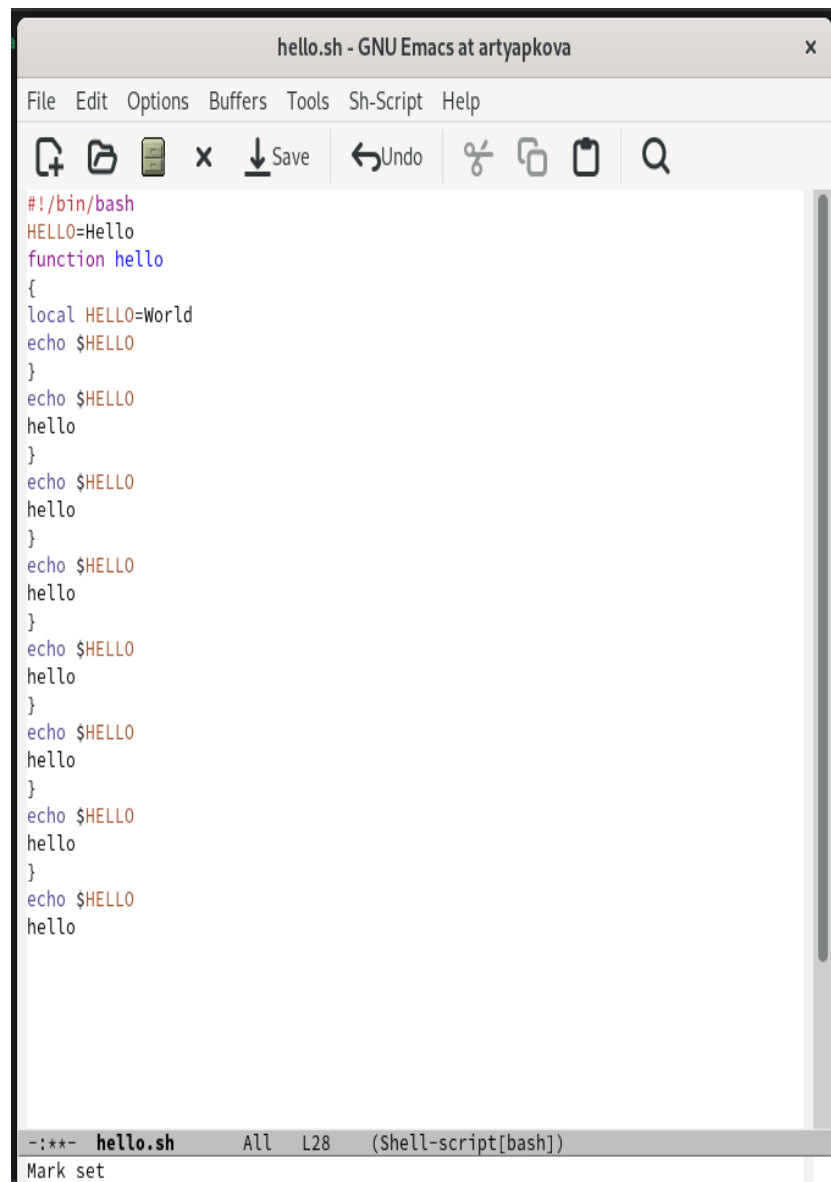 hello.sh - GNU Emacs at artyapkova x
File Edit Options Buffers Tools Sh-Script Help
Save Undo
#!/bin/bash
HELLO=Hello
function hello
{
local HELLO=World
echo $HELLO
}
echo $HELLO
hello
}
echo $HELLO
hello
}
echo $HELLO
hello
}
echo $HELLO
hello
}
echo $HELLO
hello
}
echo $HELLO
hello
}
echo $HELLO
hello
-:**- hello.sh All L28 (Shell-script[bash])
Mark set